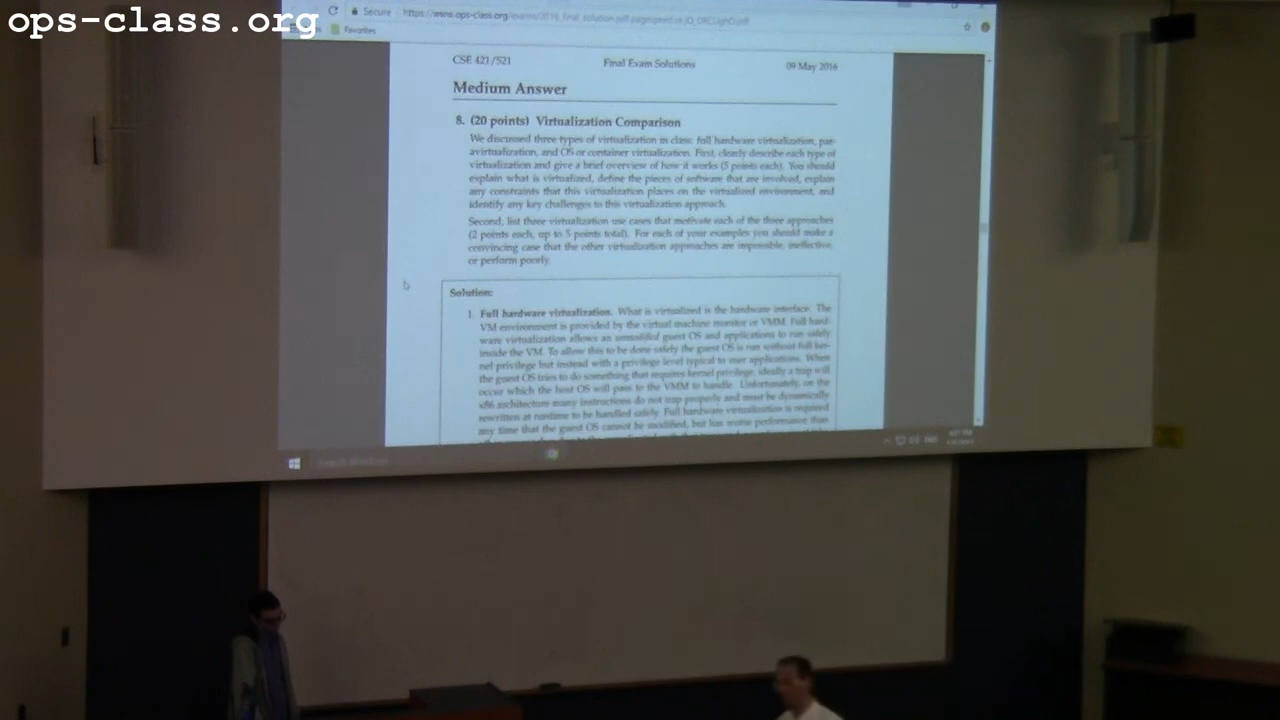 ops-class.org
Secure https://www.ops-class.org/exams/2016_final_solution.pdf
Favorites
CSE 421/521 Final Exam Solutions 09 May 2016
Medium Answer
8. (20 points) Virtualization Comparison
We discussed three types of virtualization in class: full hardware virtualization, par-
avirtualization, and OS or container virtualization. First, clearly describe each type of
virtualization and give a brief overview of how it works (5 points each). You should
explain what is virtualized, define the pieces of software that are involved, explain
any constraints that this virtualization places on the virtualized environment, and
identify any key challenges to this virtualization approach.
Second, list three virtualization use cases that motivate each of the three approaches
(2 points each, up to 5 points total). For each of your examples you should make a
convincing case that the other virtualization approaches are impossible, ineffective,
or perform poorly.
Solution:
1. Full hardware virtualization. What is virtualized is the hardware interface. The
VM environment is provided by the virtual machine monitor or VMM. Full hard-
ware virtualization allows an unmodified guest OS and applications to run safely
inside the VM. To allow this to be done safely the guest OS is run without full ker-
nel privilege but instead with a privilege level typical to user applications. When
the guest OS tries to do something that requires kernel privilege, ideally a trap will
occur which the host OS will pass to the VMM to handle. Unfortunately, on the
x86 architecture many instructions do not trap properly and must be dynamically
rewritten at runtime to be handled safely. Full hardware virtualization is required
any time that the guest OS cannot be modified, but has worse performance than